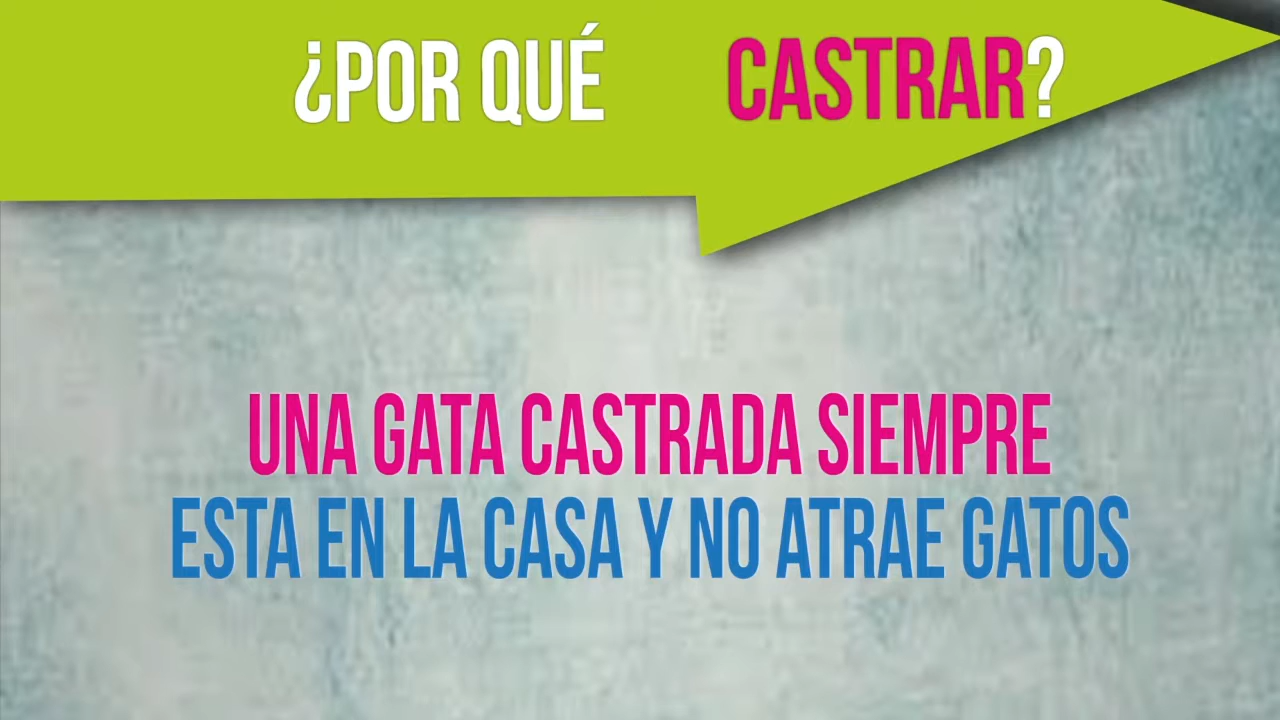 ¿POR QUÉ CASTRAR?
UNA GATA CASTRADA SIEMPRE
ESTA EN LA CASA Y NO ATRAE GATOS